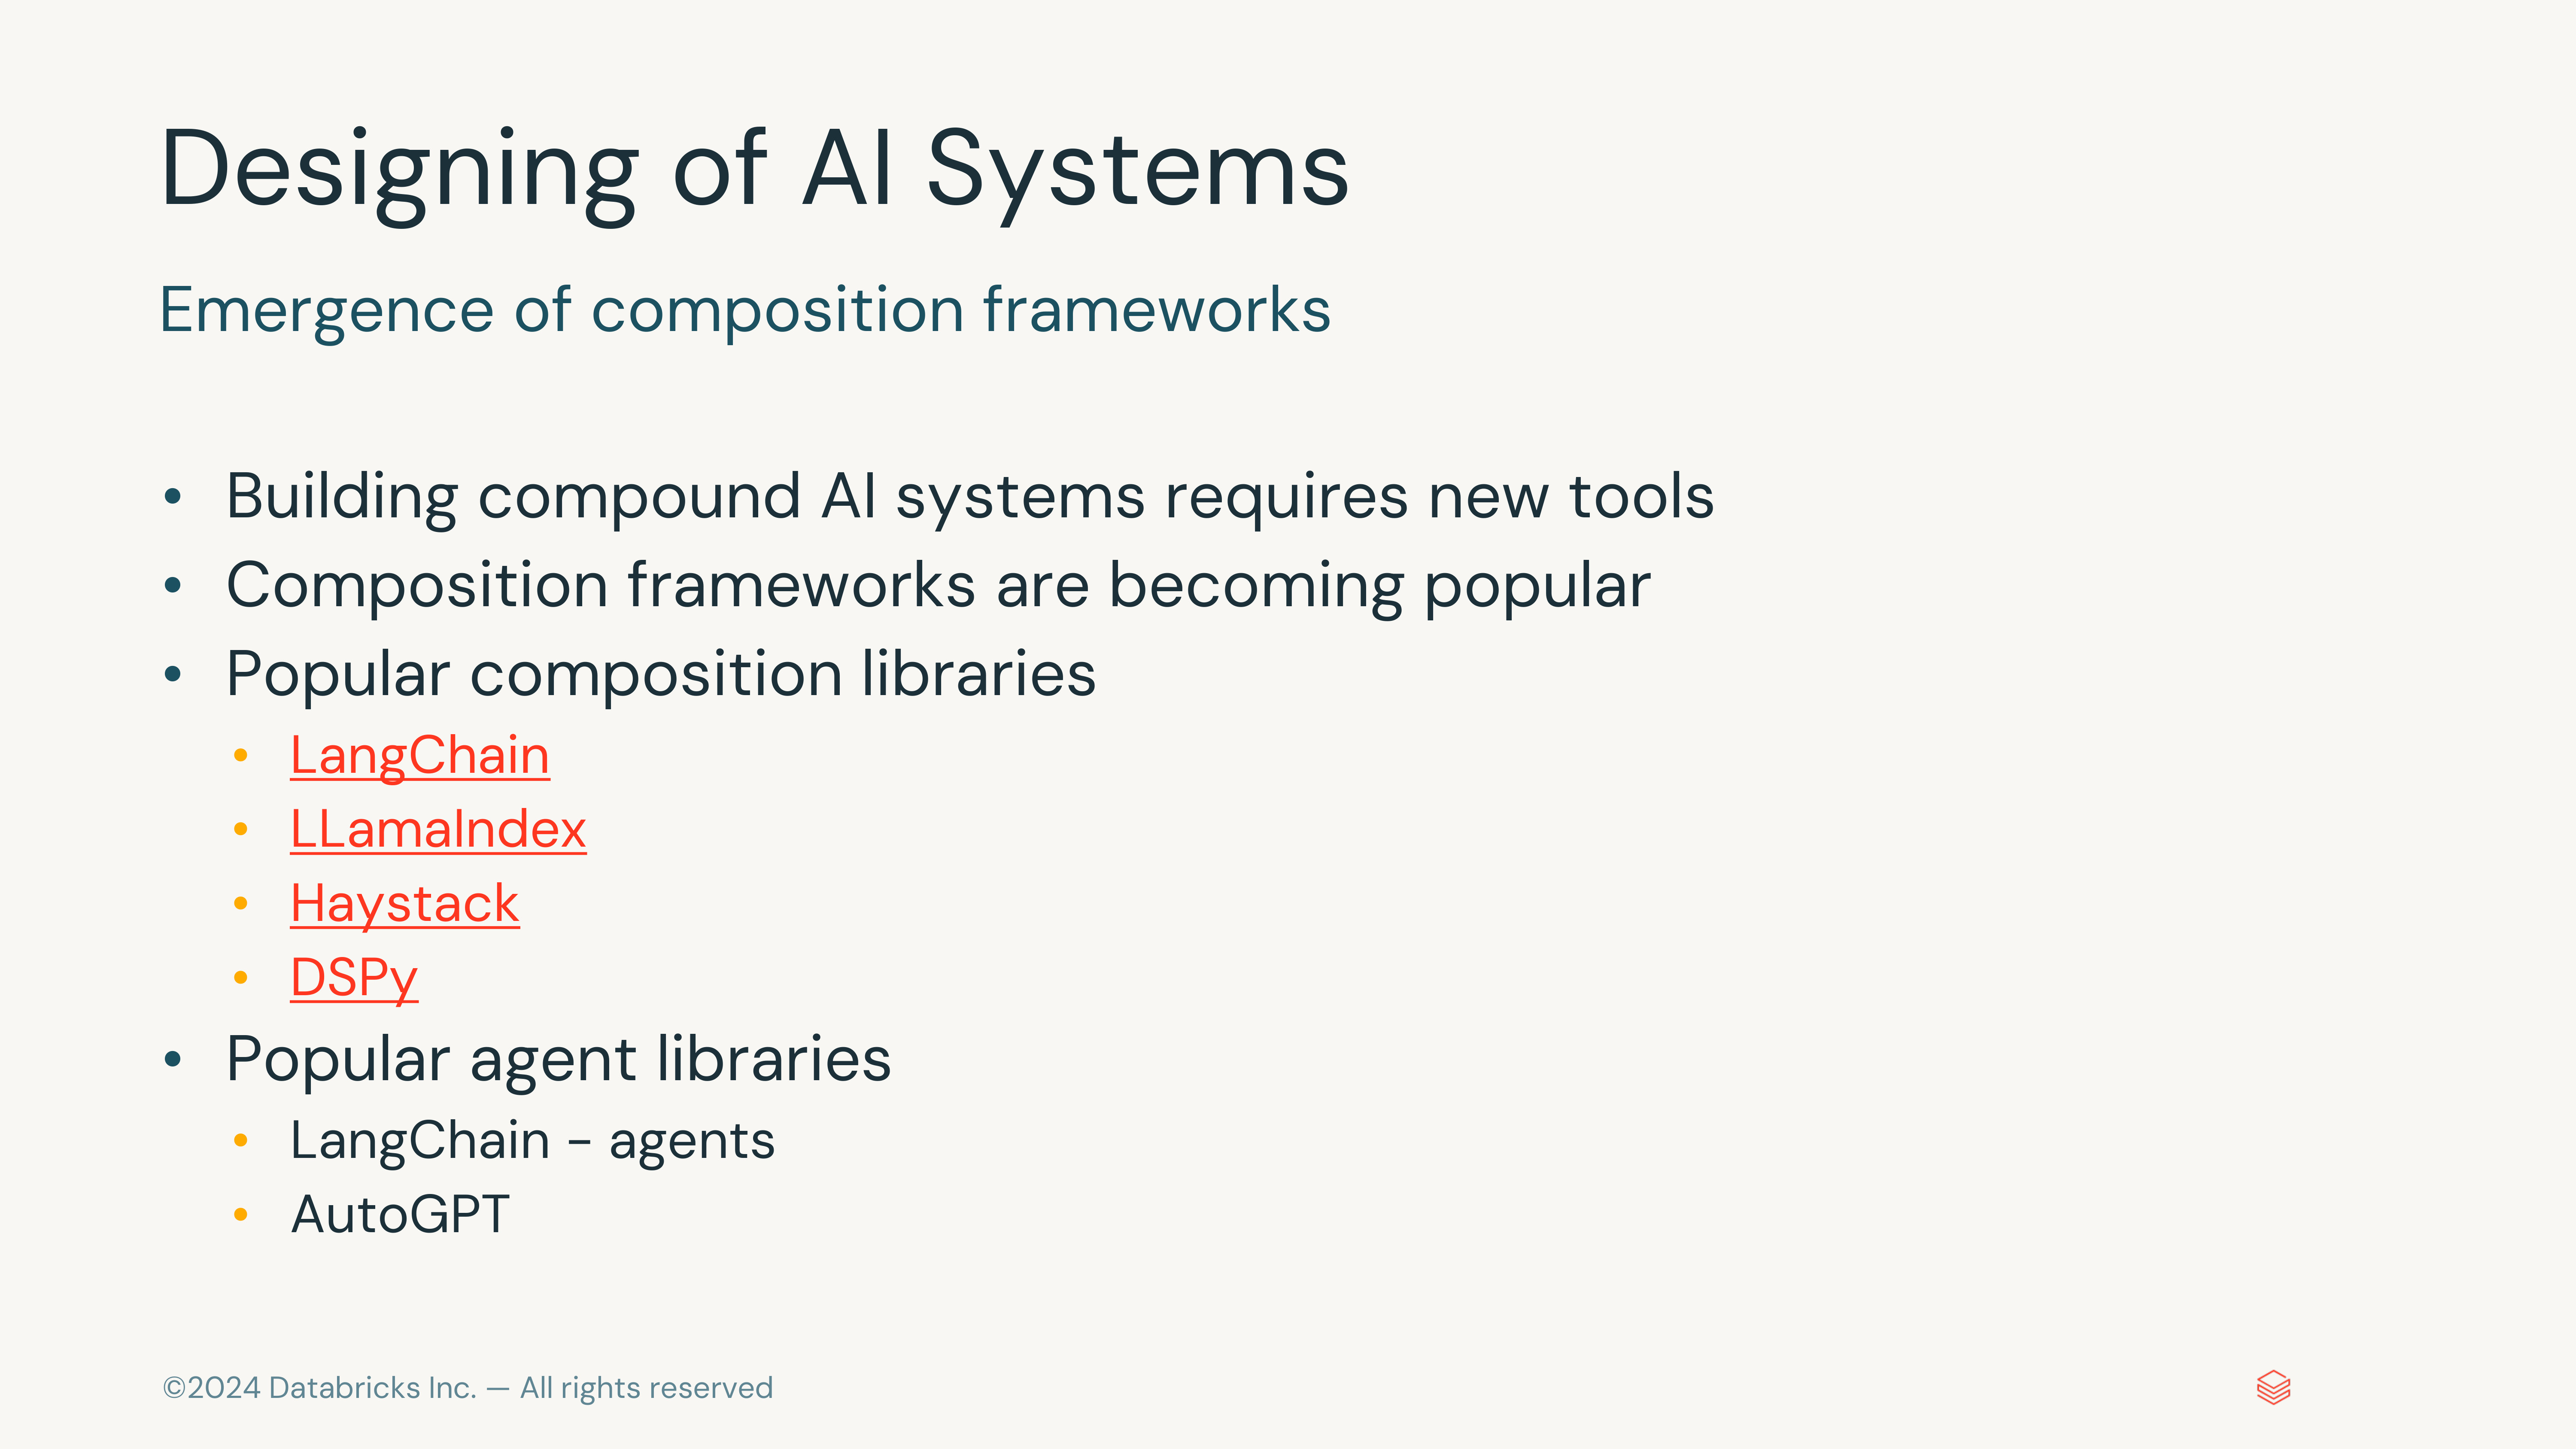 Designing of AI Systems
Emergence of composition frameworks
• Building compound AI systems requires new tools
• Composition frameworks are becoming popular
• Popular composition libraries
• LangChain
• LLamaIndex
• Haystack
• DSPy
• Popular agent libraries
• LangChain - agents
• AutoGPT
©2024 Databricks Inc. — All rights reserved